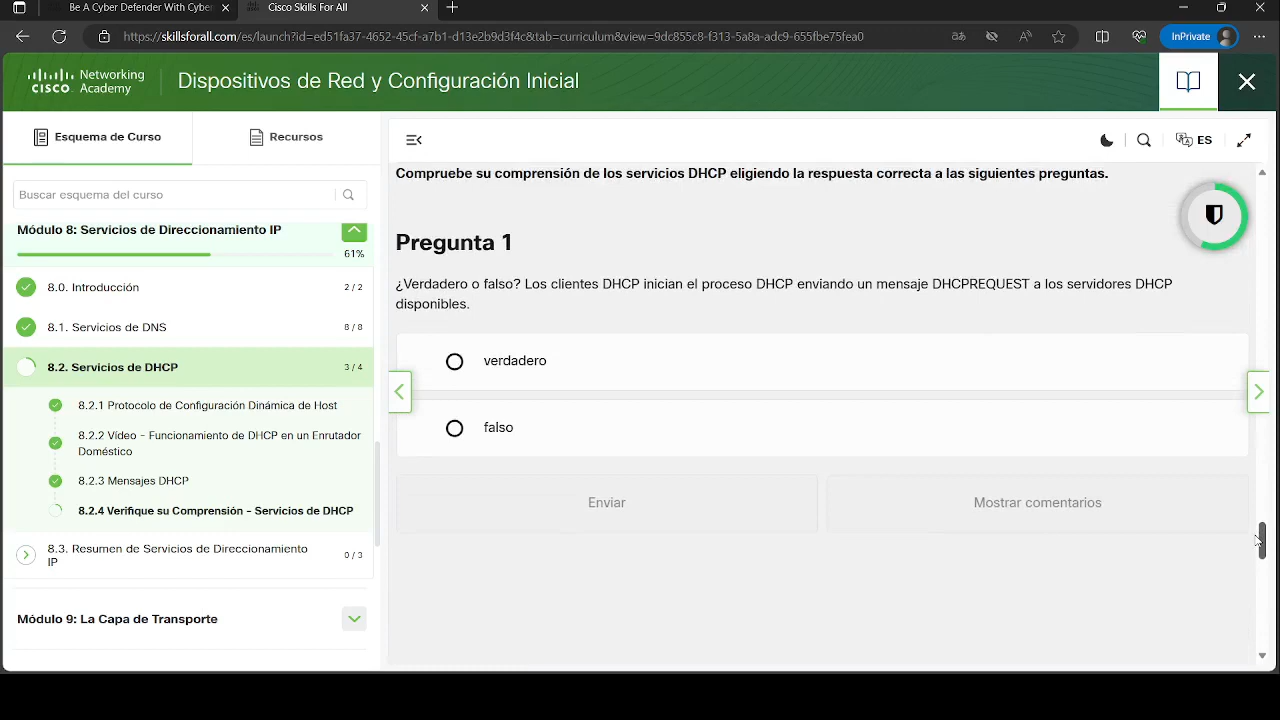 Be A Cyber Defender With Cyber
Cisco Skills For All
https://skillsforall.com/es/launch?id=ed51fa37-4652-45cf-a7b1-d13e2b9d3f4c&tab=curriculum&view=9dc855c8-f313-5a8a-adc9-655fbe75fea0
InPrivate
Networking
CISCO Academy
Dispositivos de Red y Configuración Inicial
Esquema de Curso
Recursos
ES
Buscar esquema del curso
Módulo 8: Servicios de Direccionamiento IP
61%
8.0. Introducción
2 / 2
8.1. Servicios de DNS
8 / 8
8.2. Servicios de DHCP
3 / 4
8.2.1 Protocolo de Configuración Dinámica de Host
8.2.2 Vídeo - Funcionamiento de DHCP en un Enrutador
Doméstico
8.2.3 Mensajes DHCP
8.2.4 Verifique su Comprensión - Servicios de DHCP
8.3. Resumen de Servicios de Direccionamiento
IP
0 / 3
Módulo 9: La Capa de Transporte
Compruebe su comprensión de los servicios DHCP eligiendo la respuesta correcta a las siguientes preguntas.
Pregunta 1
¿Verdadero o falso? Los clientes DHCP inician el proceso DHCP enviando un mensaje DHCPREQUEST a los servidores DHCP
disponibles.
verdadero
falso
Enviar
Mostrar comentarios